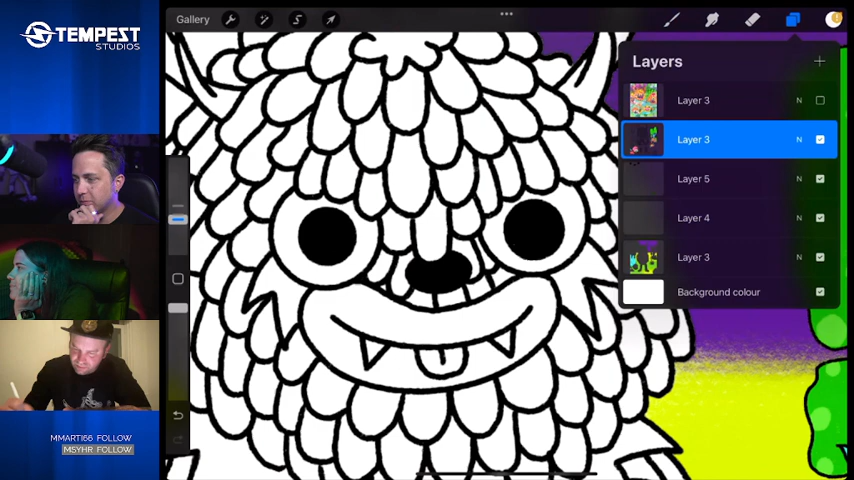 TEMPEST
STUDIOS
Gallery
Layers
Layer 3 N
Layer 3 N
Layer 5 N
Layer 4 N
Layer 3 N
Background colour
MMARTI66 FOLLOW
MSYHR FOLLOW